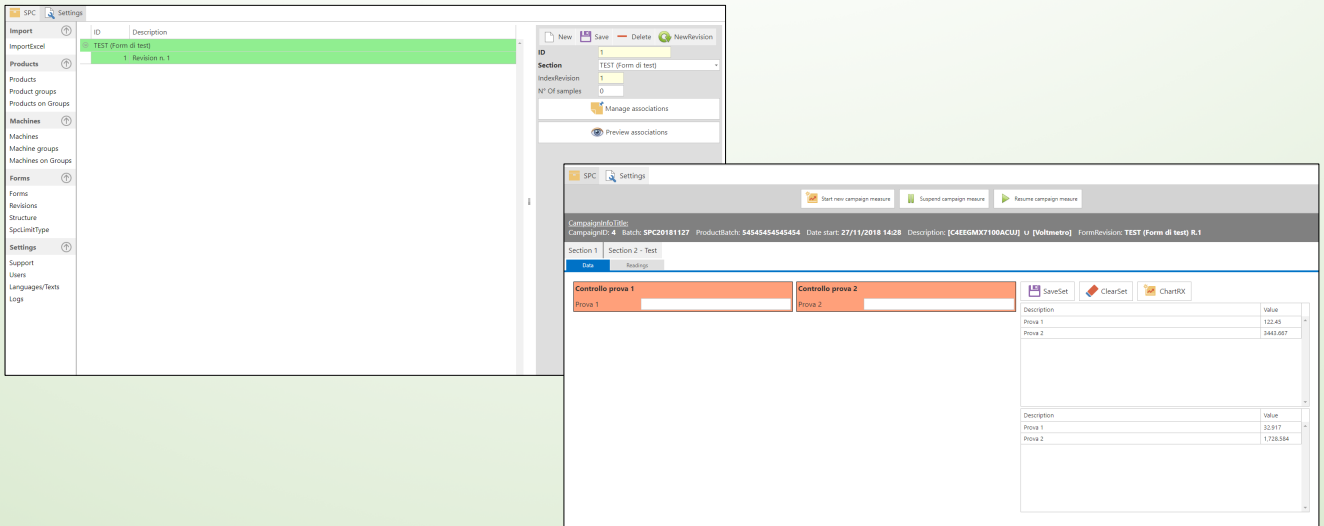 SPC Settings
Import
ImportExcel
Products
Products
Product groups
Products on Groups
Machines
Machines
Machine groups
Machines on Groups
Forms
Forms
Revisions
Structure
SpcLimitType
Settings
Support
Users
Languages/Texts
Logs
ID Description
TEST (Form di test)
1 Revision n. 1
New Save Delete NewRevision
ID 1
Section TEST (Form di test)
IndexRevision 1
N° Of samples 0
Manage associations
Preview associations
SPC Settings
Start new campaign measure Suspend campaign measure Resume campaign measure
CampaignInfoTitle:
CampaignID: 4 Batch: SPC20181127 ProductBatch: 54545454545454 Date start: 27/11/2018 14:28 Description: [C4EEGMX7100ACUJ] ∪ [Voltmetro] FormRevision: TEST (Form di test) R.1
Section 1 Section 2 - Test
Data Readings
Controllo prova 1 Controllo prova 2
Prova 1 Prova 2
SaveSet ClearSet ChartRX
Description Value
Prova 1 122.45
Prova 2 3443.667
Description Value
Prova 1 32.917
Prova 2 1,728.584